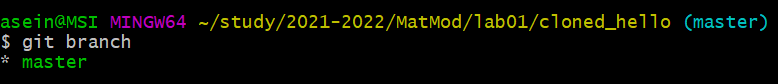 asein@MSI MINGW64 ~/study/2021-2022/MatMod/lab01/cloned_hello (master)
$ git branch
* master